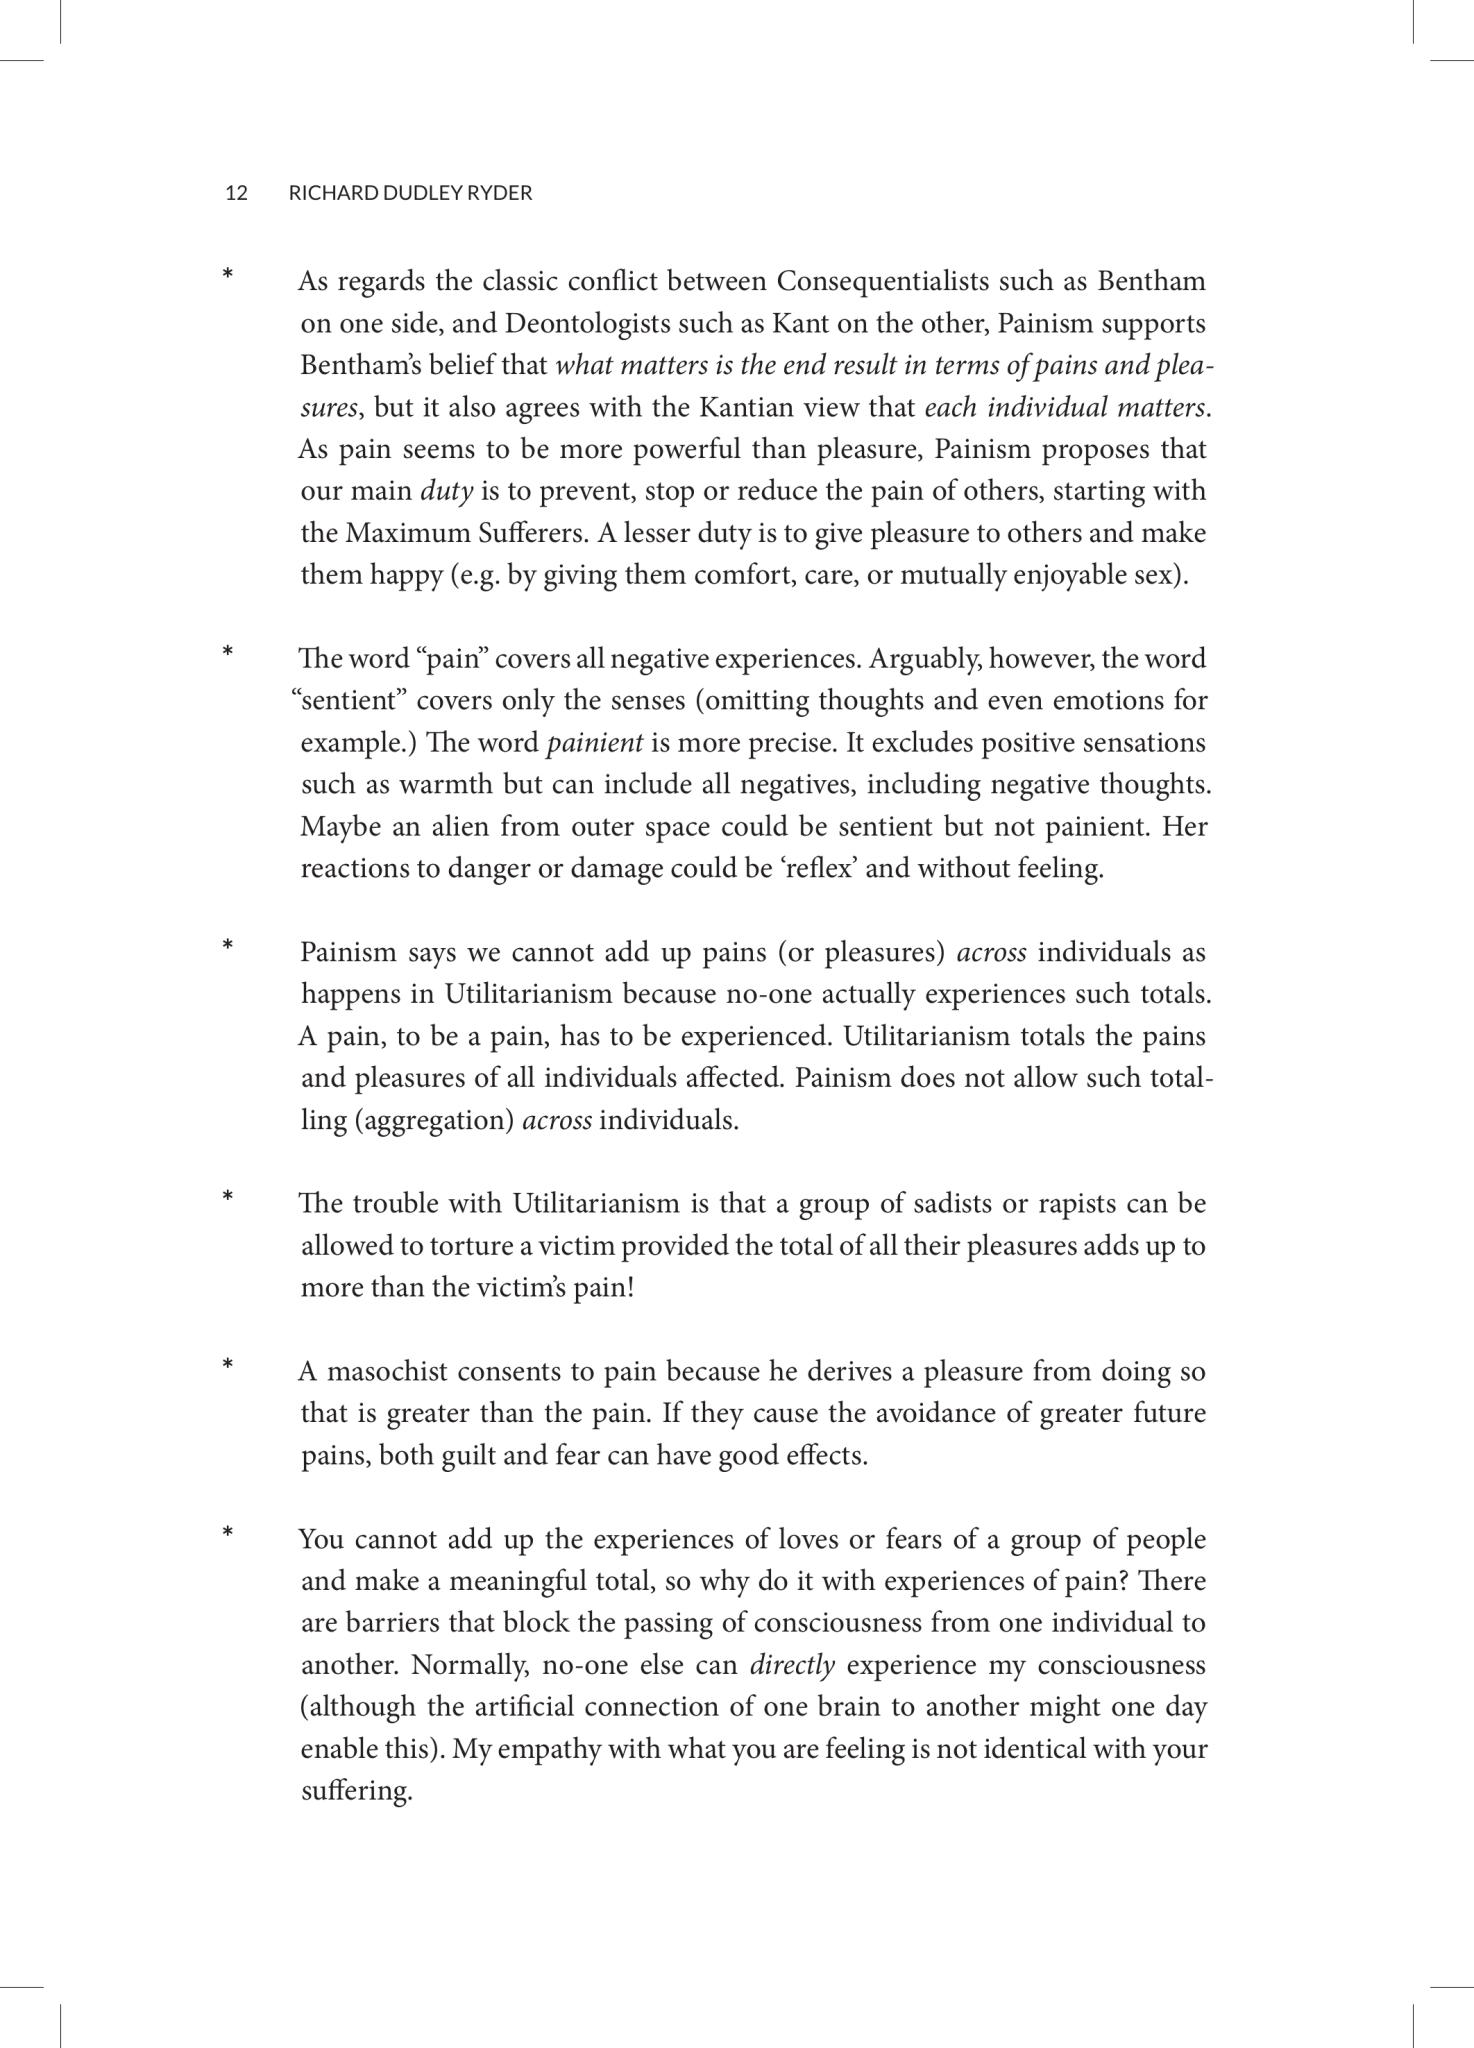 12 RICHARD DUDLEY RYDER
* As regards the classic conflict between Consequentialists such as Bentham
on one side, and Deontologists such as Kant on the other, Painism supports
Bentham’s belief that what matters is the end result in terms of pains and plea-
sures, but it also agrees with the Kantian view that each individual matters.
As pain seems to be more powerful than pleasure, Painism proposes that
our main duty is to prevent, stop or reduce the pain of others, starting with
the Maximum Sufferers. A lesser duty is to give pleasure to others and make
them happy (e.g. by giving them comfort, care, or mutually enjoyable sex).
* The word “pain” covers all negative experiences. Arguably, however, the word
“sentient” covers only the senses (omitting thoughts and even emotions for
example.) The word painient is more precise. It excludes positive sensations
such as warmth but can include all negatives, including negative thoughts.
Maybe an alien from outer space could be sentient but not painient. Her
reactions to danger or damage could be ‘reflex’ and without feeling.
* Painism says we cannot add up pains (or pleasures) across individuals as
happens in Utilitarianism because no-one actually experiences such totals.
A pain, to be a pain, has to be experienced. Utilitarianism totals the pains
and pleasures of all individuals affected. Painism does not allow such total-
ling (aggregation) across individuals.
* The trouble with Utilitarianism is that a group of sadists or rapists can be
allowed to torture a victim provided the total of all their pleasures adds up to
more than the victim’s pain!
* A masochist consents to pain because he derives a pleasure from doing so
that is greater than the pain. If they cause the avoidance of greater future
pains, both guilt and fear can have good effects.
* You cannot add up the experiences of loves or fears of a group of people
and make a meaningful total, so why do it with experiences of pain? There
are barriers that block the passing of consciousness from one individual to
another. Normally, no-one else can directly experience my consciousness
(although the artificial connection of one brain to another might one day
enable this). My empathy with what you are feeling is not identical with your
suffering.